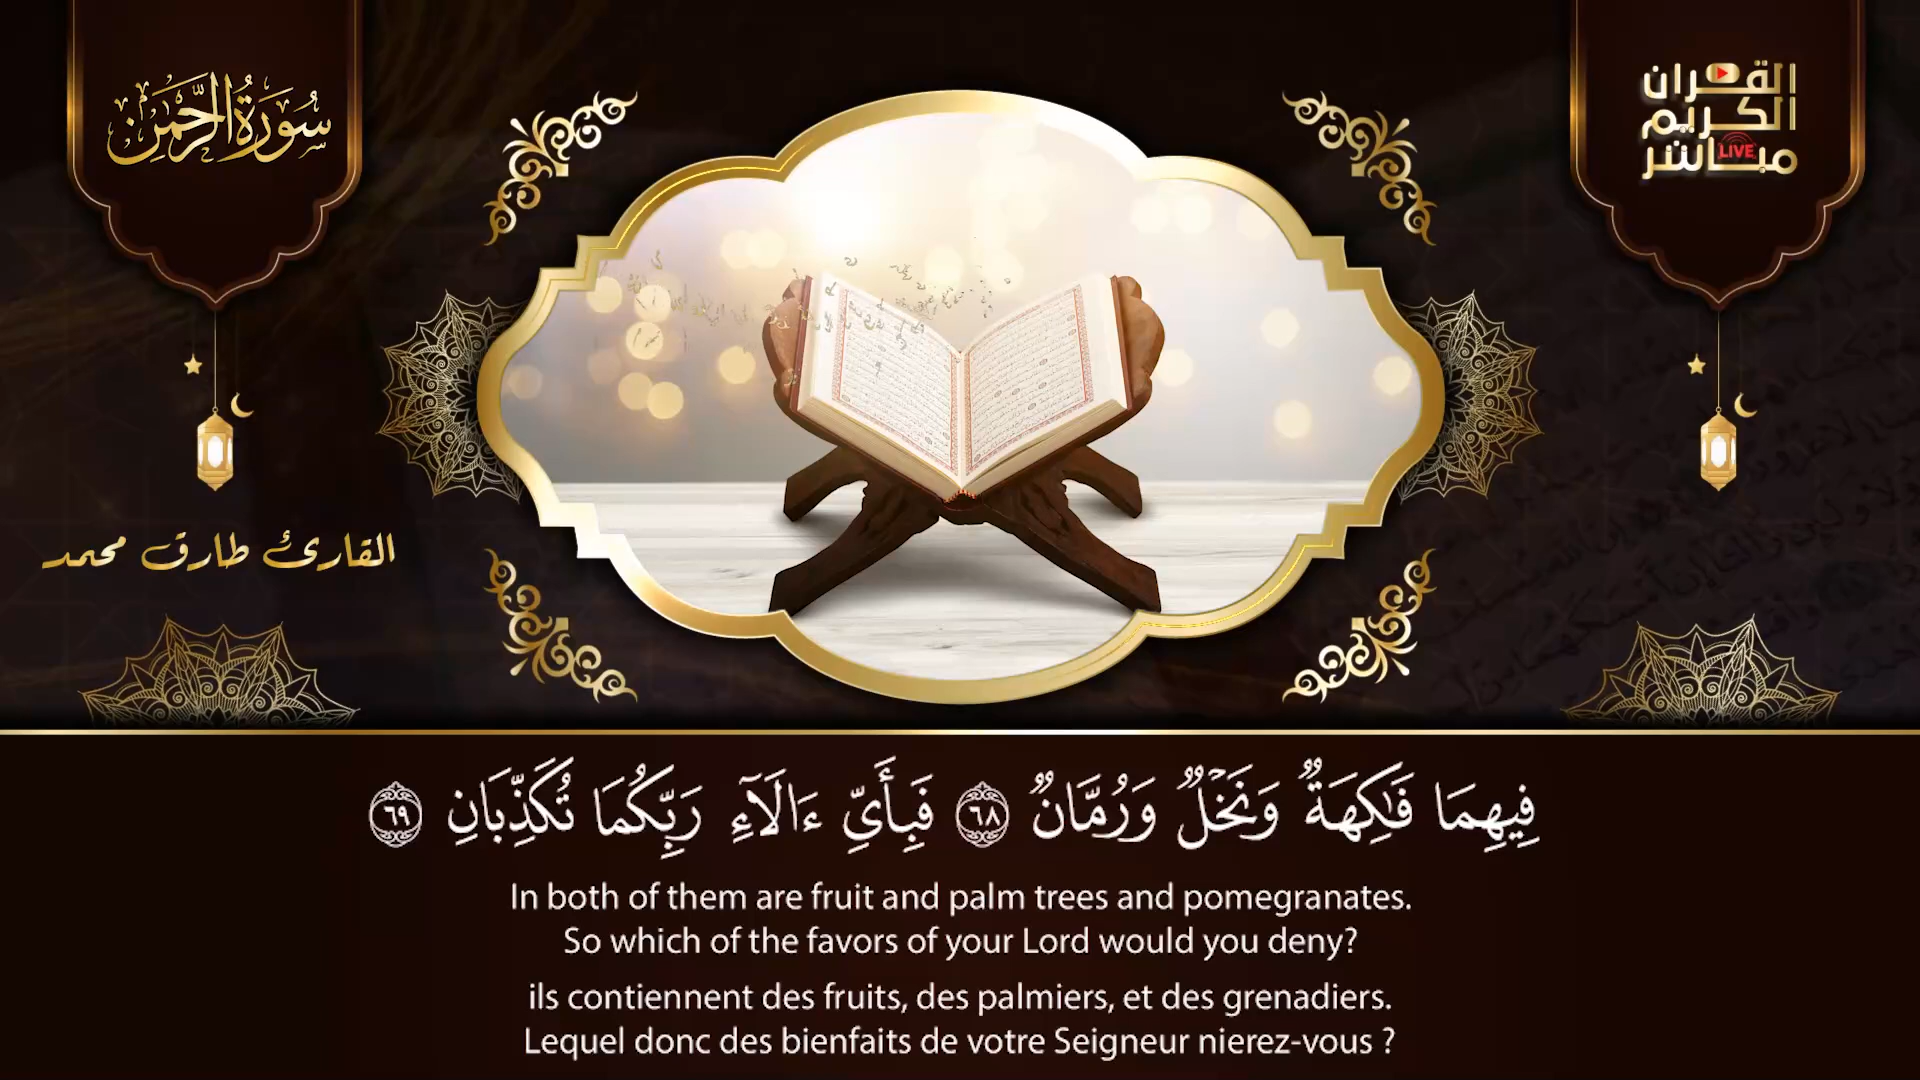 سُورَةُ الرَّحْمَٰنِ
القرآن
الكريم
مباشر
LIVE
القارئ طارق محمد
فِيهِمَا فَٰكِهَةٌ وَنَخْلٌ وَرُمَّانٌ ٦٨ فَبِأَيِّ ءَالَآءِ رَبِّكُمَا تُكَذِّبَانِ ٦٩
In both of them are fruit and palm trees and pomegranates.
So which of the favors of your Lord would you deny?
ils contiennent des fruits, des palmiers, et des grenadiers.
Lequel donc des bienfaits de votre Seigneur nierez-vous ?